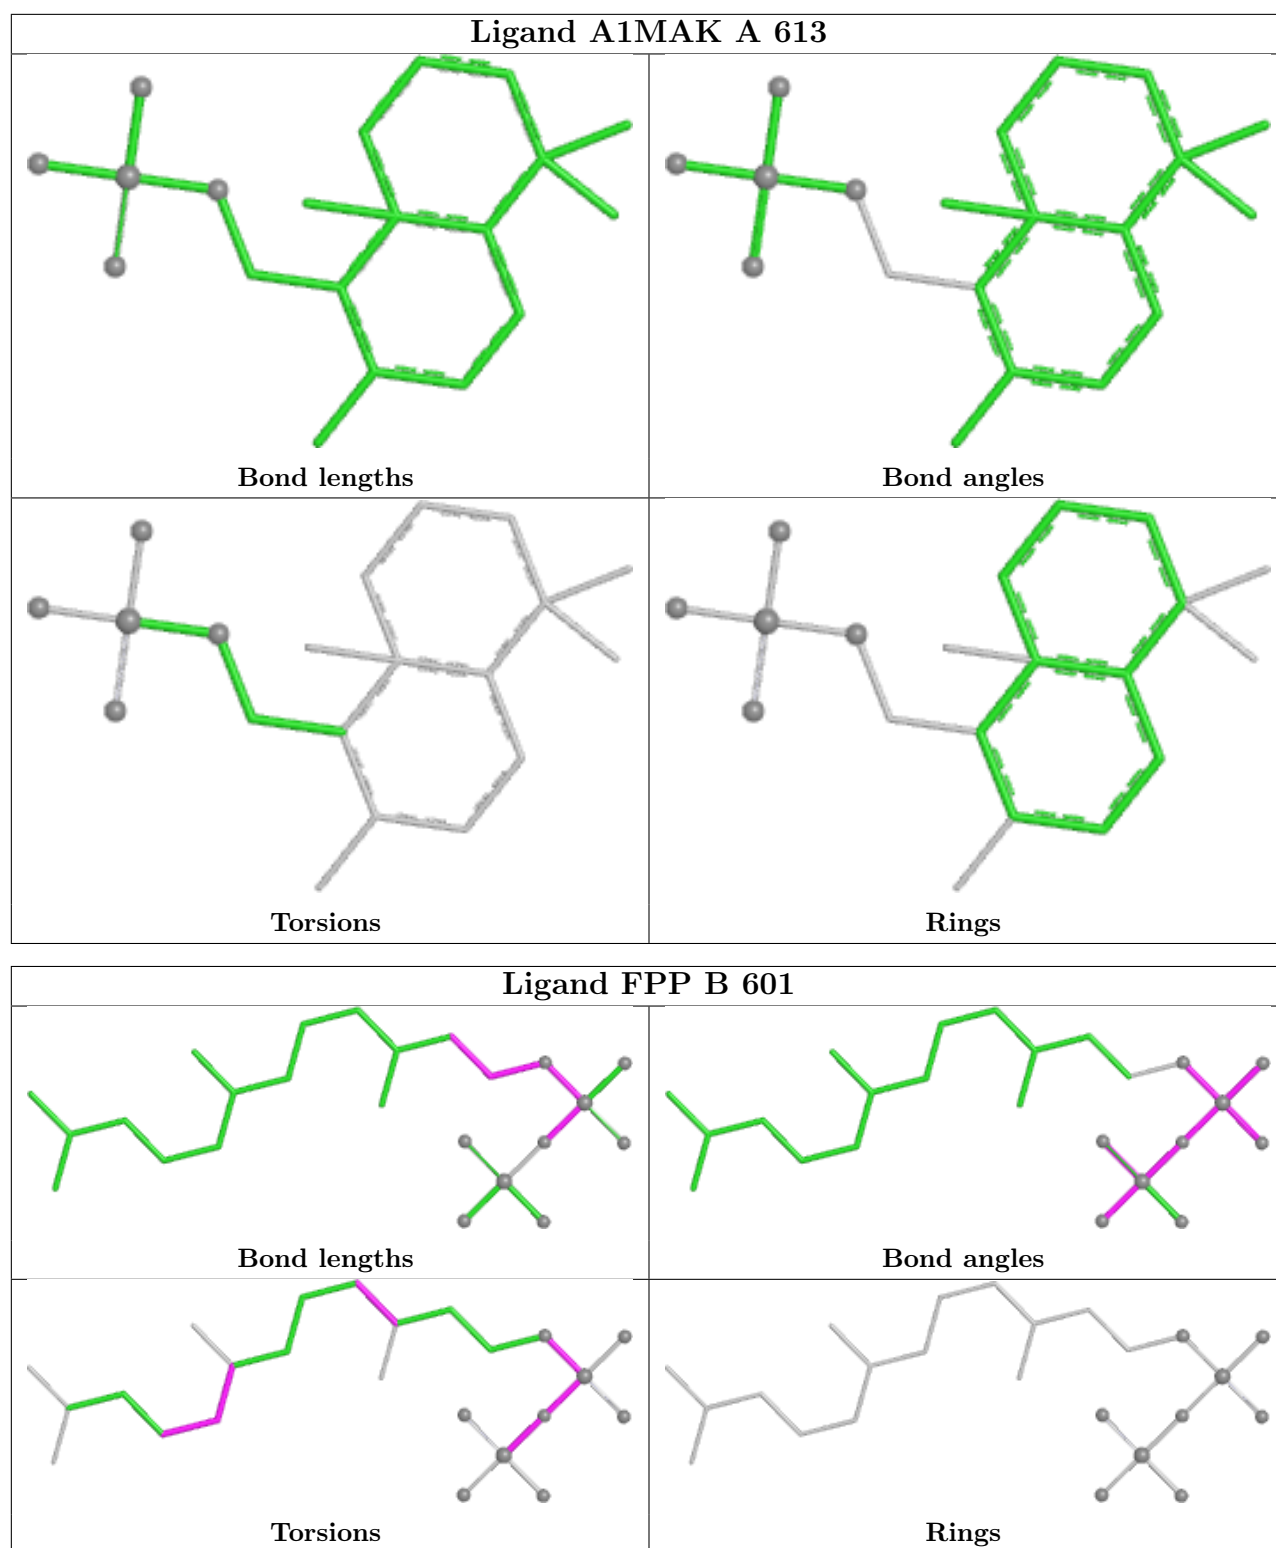 Ligand A1MAK A 613
Bond lengths
Bond angles
Torsions
Rings
Ligand FPP B 601
Bond lengths
Bond angles
Torsions
Rings